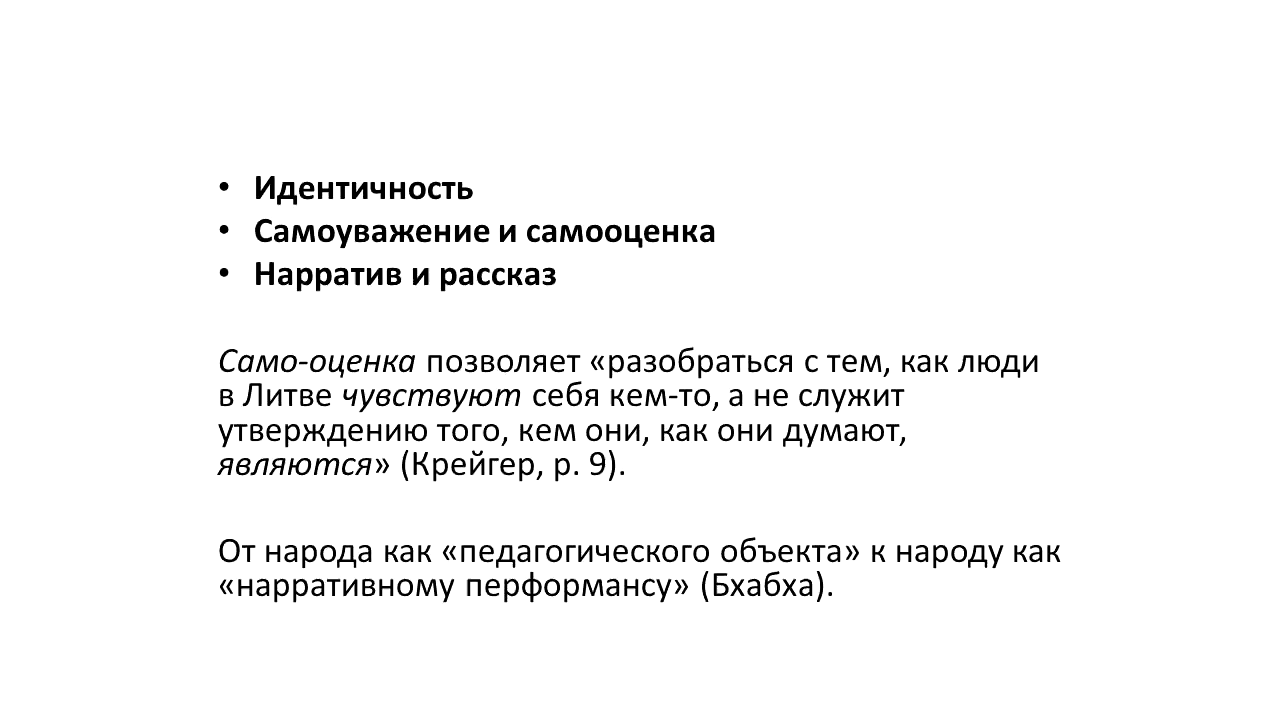 • Идентичность
• Самоуважение и самооценка
• Нарратив и рассказ
Само-оценка позволяет «разобраться с тем, как люди
в Литве чувствуют себя кем-то, а не служит
утверждению того, кем они, как они думают,
являются» (Крейгер, p. 9).
От народа как «педагогического объекта» к народу как
«нарративному перформансу» (Бхабха).